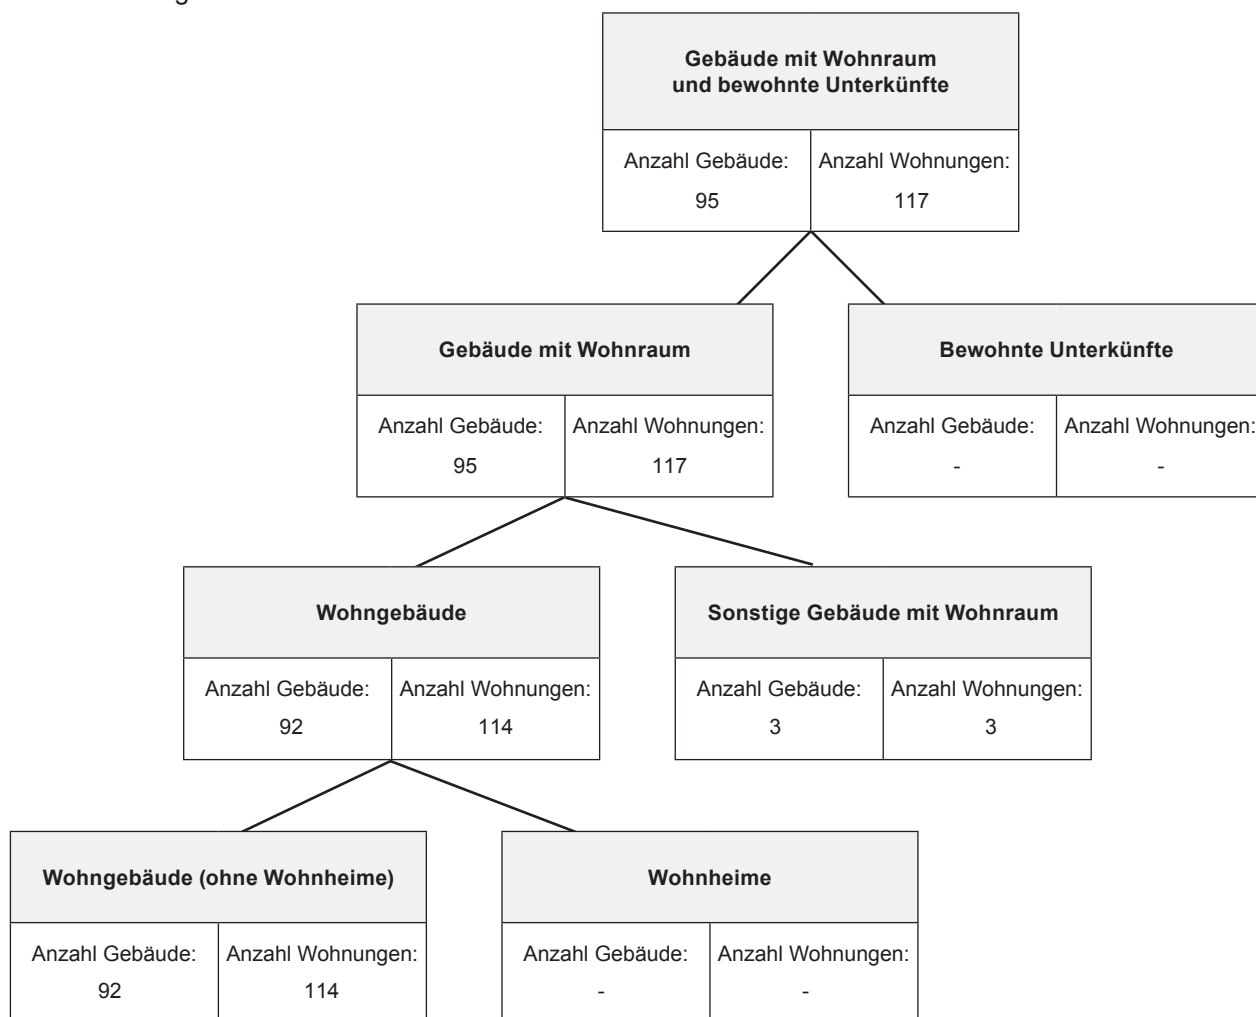 Gebäude mit Wohnraum
und bewohnte Unterkünfte
Anzahl Gebäude: Anzahl Wohnungen:
95 117
Gebäude mit Wohnraum
Bewohnte Unterkünfte
Anzahl Gebäude: Anzahl Wohnungen:
95 117
Anzahl Gebäude: Anzahl Wohnungen:
- -
Wohngebäude
Sonstige Gebäude mit Wohnraum
Anzahl Gebäude: Anzahl Wohnungen:
92 114
Anzahl Gebäude: Anzahl Wohnungen:
3 3
Wohngebäude (ohne Wohnheime)
Wohnheime
Anzahl Gebäude: Anzahl Wohnungen:
92 114
Anzahl Gebäude: Anzahl Wohnungen:
- -